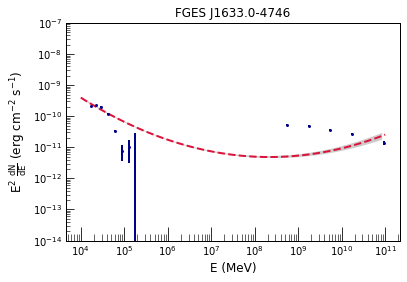 FGES J1633.0-4746
10⁻⁷
10⁻⁸
10⁻⁹
10⁻¹⁰
10⁻¹¹
10⁻¹²
10⁻¹³
10⁻¹⁴
E² dN/dE (erg cm⁻² s⁻¹)
10⁴ 10⁵ 10⁶ 10⁷ 10⁸ 10⁹ 10¹⁰ 10¹¹
E (MeV)